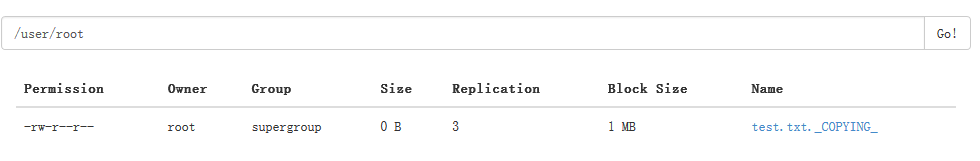 /user/root Go!
Permission Owner Group Size Replication Block Size Name
-rw-r--r-- root supergroup 0 B 3 1 MB test.txt._COPYING_